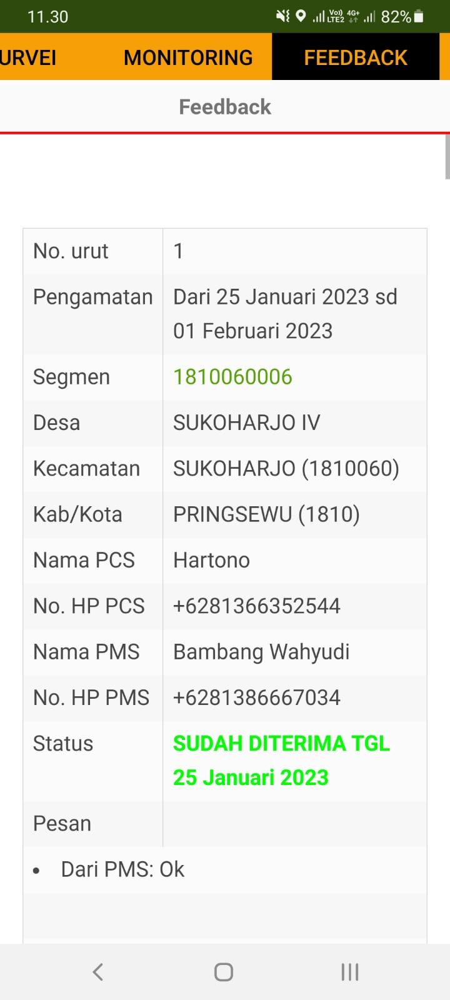 11.30
Vo)) LTE2 4G+ 82%
URVEI MONITORING FEEDBACK
Feedback
No. urut 1
Pengamatan Dari 25 Januari 2023 sd
01 Februari 2023
Segmen 1810060006
Desa SUKOHARJO IV
Kecamatan SUKOHARJO (1810060)
Kab/Kota PRINGSEWU (1810)
Nama PCS Hartono
No. HP PCS +6281366352544
Nama PMS Bambang Wahyudi
No. HP PMS +6281386667034
Status SUDAH DITERIMA TGL
25 Januari 2023
Pesan
• Dari PMS: Ok